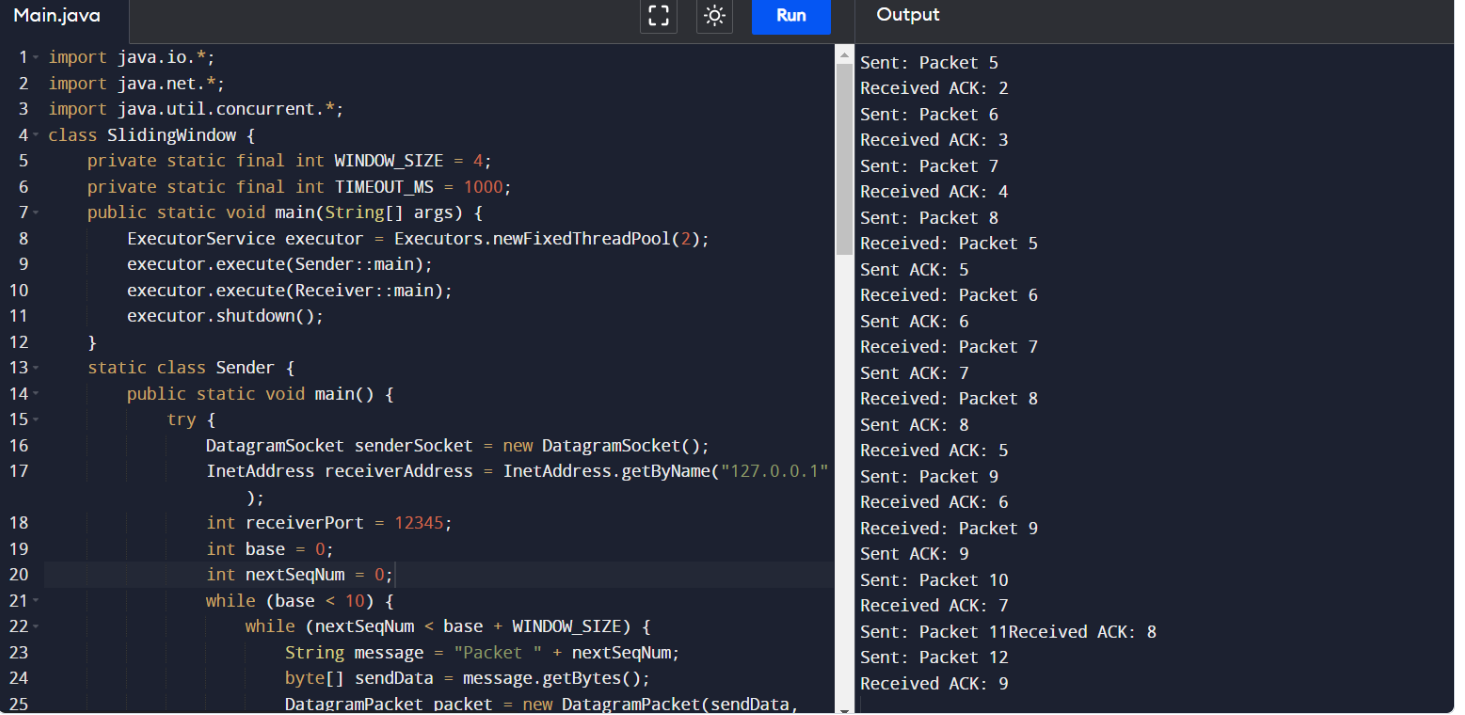 Main.java
Run
Output
1 import java.io.*;
2 import java.net.*;
3 import java.util.concurrent.*;
4 class SlidingWindow {
5 private static final int WINDOW_SIZE = 4;
6 private static final int TIMEOUT_MS = 1000;
7 public static void main(String[] args) {
8 ExecutorService executor = Executors.newFixedThreadPool(2);
9 executor.execute(Sender::main);
10 executor.execute(Receiver::main);
11 executor.shutdown();
12 }
13 static class Sender {
14 public static void main() {
15 try {
16 DatagramSocket senderSocket = new DatagramSocket();
17 InetAddress receiverAddress = InetAddress.getByName("127.0.0.1"
);
18 int receiverPort = 12345;
19 int base = 0;
20 int nextSeqNum = 0;
21 while (base < 10) {
22 while (nextSeqNum < base + WINDOW_SIZE) {
23 String message = "Packet " + nextSeqNum;
24 byte[] sendData = message.getBytes();
25 DatagramPacket packet = new DatagramPacket(sendData,
Sent: Packet 5
Received ACK: 2
Sent: Packet 6
Received ACK: 3
Sent: Packet 7
Received ACK: 4
Sent: Packet 8
Received: Packet 5
Sent ACK: 5
Received: Packet 6
Sent ACK: 6
Received: Packet 7
Sent ACK: 7
Received: Packet 8
Sent ACK: 8
Received ACK: 5
Sent: Packet 9
Received ACK: 6
Received: Packet 9
Sent ACK: 9
Sent: Packet 10
Received ACK: 7
Sent: Packet 11Received ACK: 8
Sent: Packet 12
Received ACK: 9